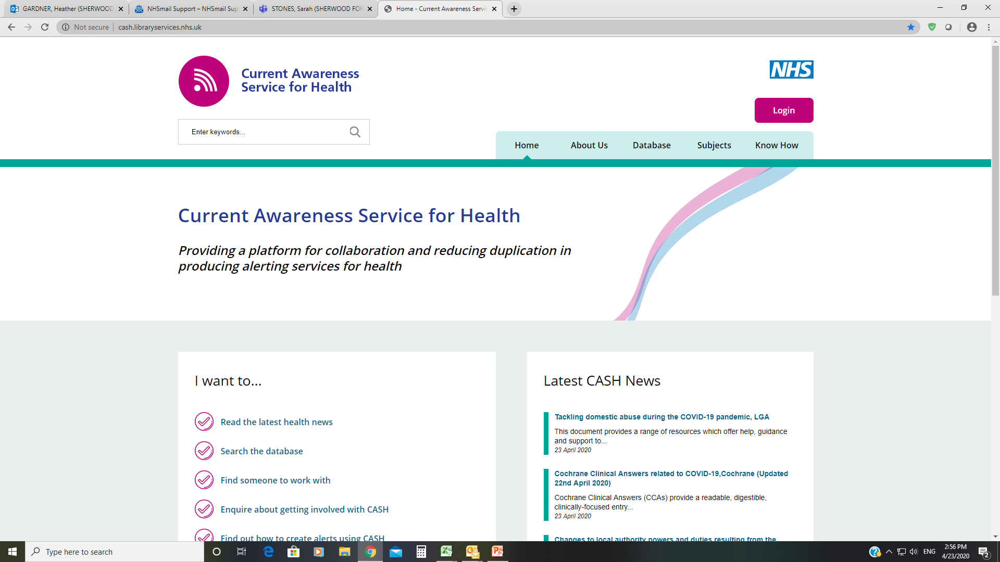 GARDNER, Heather (SHERWOOD
NHSmail Support – NHSmail Sup
STONES, Sarah (SHERWOOD FOR
Home - Current Awareness Servic
Not secure
cash.libraryservices.nhs.uk
Current Awareness
Service for Health
NHS
Login
Enter keywords...
Home
About Us
Database
Subjects
Know How
Current Awareness Service for Health
Providing a platform for collaboration and reducing duplication in
producing alerting services for health
I want to...
Read the latest health news
Search the database
Find someone to work with
Enquire about getting involved with CASH
Find out how to create alerts using CASH
Latest CASH News
Tackling domestic abuse during the COVID-19 pandemic, LGA
This document provides a range of resources which offer help, guidance
and support to...
23 April 2020
Cochrane Clinical Answers related to COVID-19,Cochrane (Updated
22nd April 2020)
Cochrane Clinical Answers (CCAs) provide a readable, digestible,
clinically-focused entry...
23 April 2020
Changes to local authority powers and duties resulting from the
Type here to search
ENG
2:56 PM
4/23/2020
2